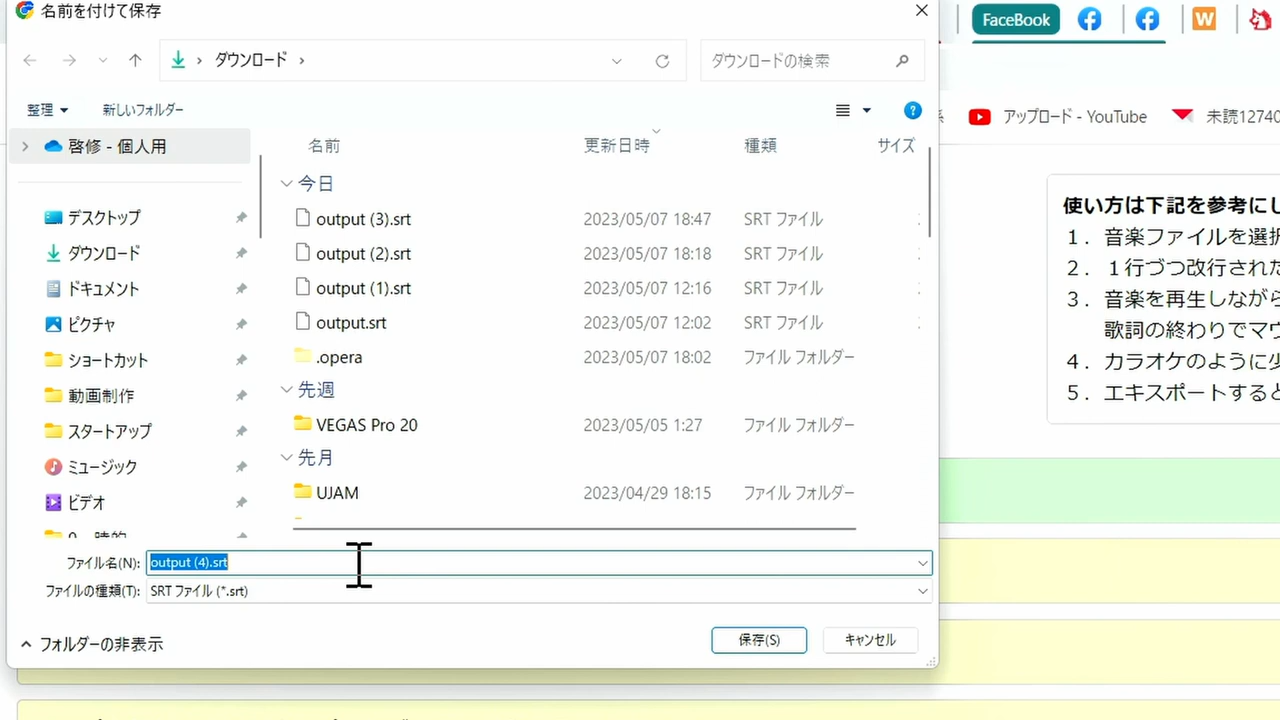 名前を付けて保存
FaceBook
ダウンロード
ダウンロードの検索
整理
新しいフォルダー
アップロード - YouTube
未読12740
啓修 - 個人用
名前
更新日時
種類
サイズ
今日
デスクトップ
output (3).srt
2023/05/07 18:47
SRT ファイル
ダウンロード
output (2).srt
2023/05/07 18:18
SRT ファイル
ドキュメント
output (1).srt
2023/05/07 12:16
SRT ファイル
ピクチャ
output.srt
2023/05/07 12:02
SRT ファイル
ショートカット
.opera
2023/05/07 18:02
ファイル フォルダー
動画制作
先週
スタートアップ
VEGAS Pro 20
2023/05/05 1:27
ファイル フォルダー
ミュージック
先月
ビデオ
UJAM
2023/04/29 18:15
ファイル フォルダー
使い方は下記を参考にし
１．音楽ファイルを選択
２．１行づつ改行された
３．音楽を再生しながら
歌詞の終わりでマウ
４．カラオケのように少
５．エキスポートすると
ファイル名(N):
output (4).srt
ファイルの種類(T):
SRT ファイル (*.srt)
フォルダーの非表示
保存(S)
キャンセル